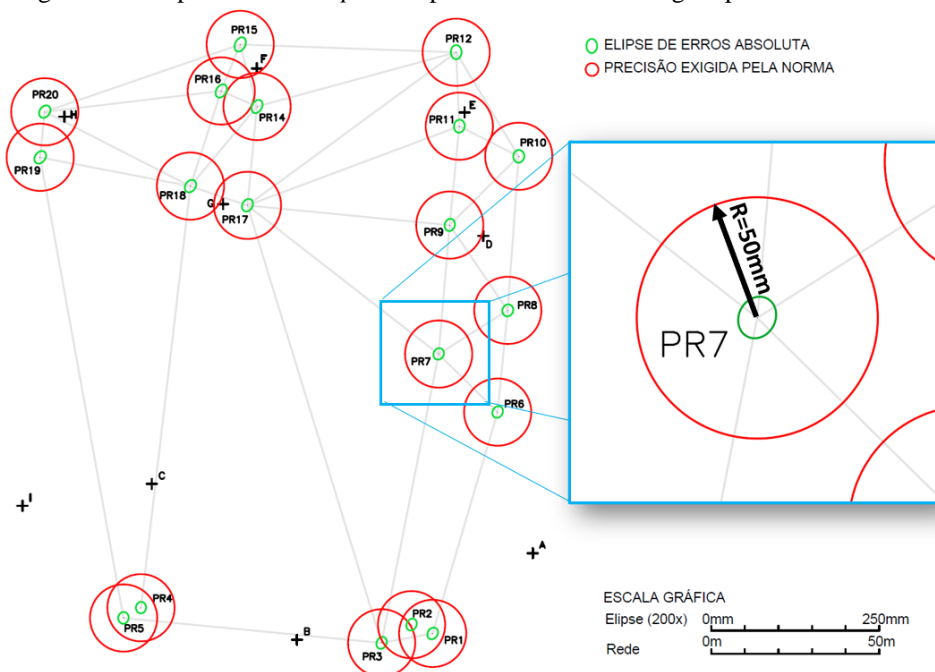 PR15
PR12
F
ELIPSE DE ERROS ABSOLUTA
PR16
PRECISÃO EXIGIDA PELA NORMA
PR20
PR14
H
E
PR11
PR10
PR19
PR18
G
PR17
PR9
D
R=50mm
PR8
PR7
PR7
PR6
C
I
A
PR4
PR5
PR2
PR1
B
PR3
ESCALA GRÁFICA
Elipse (200x) 0mm 250mm
Rede 0m 50m